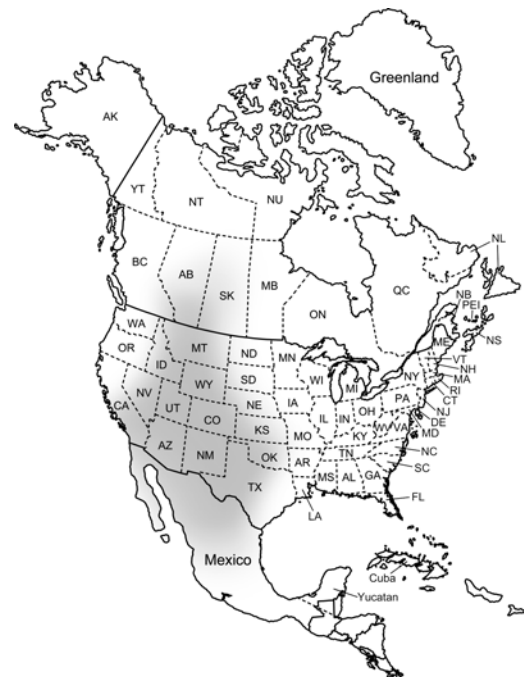 Greenland
AK
YT
NT
NU
NL
BC
AB
SK
MB
ON
QC
NB
PEI
NS
WA
OR
ID
MT
ND
MN
WI
MI
ME
VT
NH
MA
RI
CT
NY
PA
NJ
DE
MD
WY
SD
IA
NE
NV
UT
CO
KS
MO
IL
IN
OH
WV
VA
KY
CA
AZ
NM
OK
AR
TN
NC
SC
TX
MS
AL
GA
LA
FL
Mexico
Cuba
Yucatan